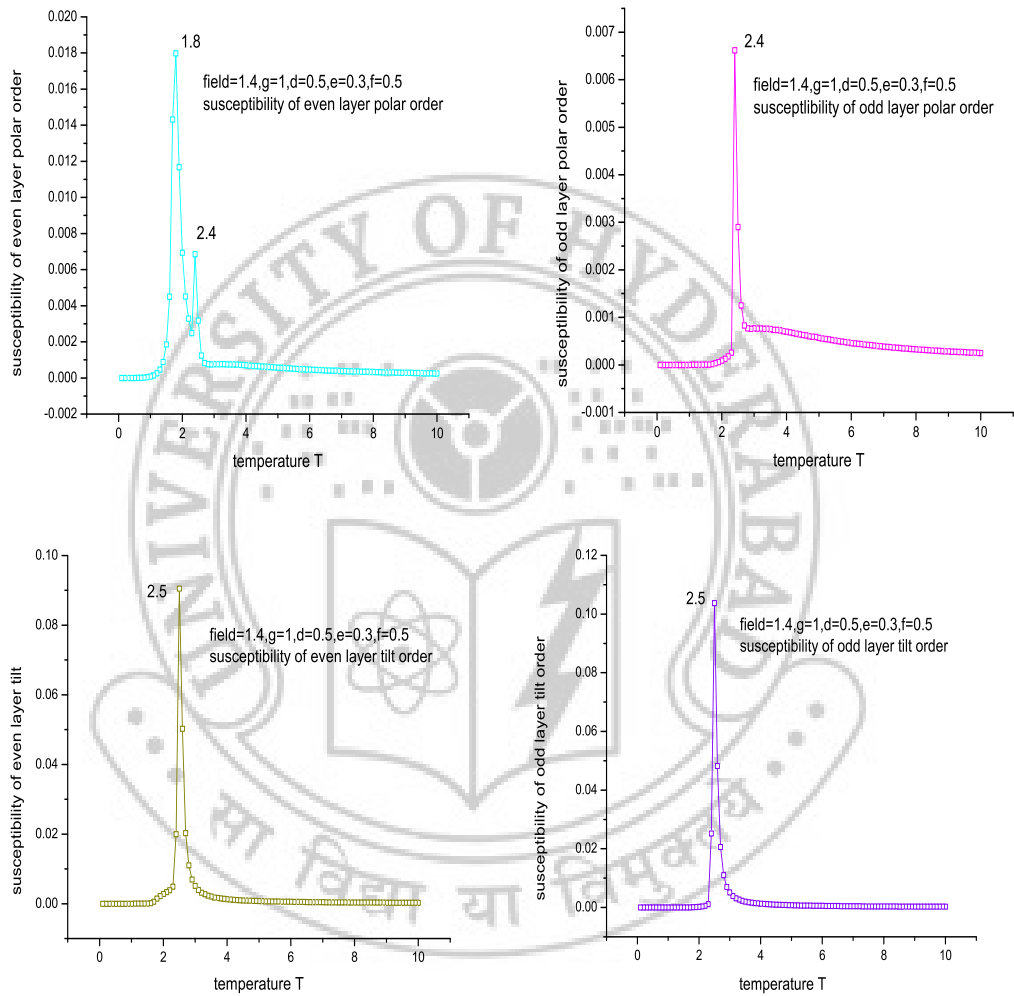 0.020
0.018
0.016
0.014
0.012
0.010
0.008
0.006
0.004
0.002
0.000
-0.002
susceptibility of even layer polar order
1.8
field=1.4,g=1,d=0.5,e=0.3,f=0.5
susceptibility of even layer polar order
2.4
0 2 4 6 8 10
temperature T
0.007
0.006
0.005
0.004
0.003
0.002
0.001
0.000
-0.001
susceptlibility of odd layer polar order
2.4
field=1.4,g=1,d=0.5,e=0.3,f=0.5
susceptlibility of odd layer polar order
0 2 4 6 8 10
temperature T
UNIVERSITY OF HYDERABAD
0.10
0.08
0.06
0.04
0.02
0.00
susceptibility of even layer tilt
2.5
field=1.4,g=1,d=0.5,e=0.3,f=0.5
susceptibility of even layer tilt order
0 2 4 6 8 10
temperature T
0.12
0.10
0.08
0.06
0.04
0.02
0.00
susceptibility of odd layer tilt order
2.5
field=1.4,g=1,d=0.5,e=0.3,f=0.5
susceptibility of odd layer tilt order
0 2 4 6 8 10
temperature T
सा विद्या या विमुक्तये